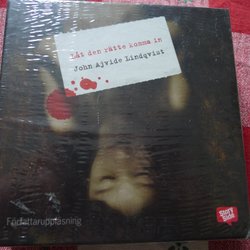 Låt den rätte komma in
John Ajvide Lindqvist
Författaruppläsning